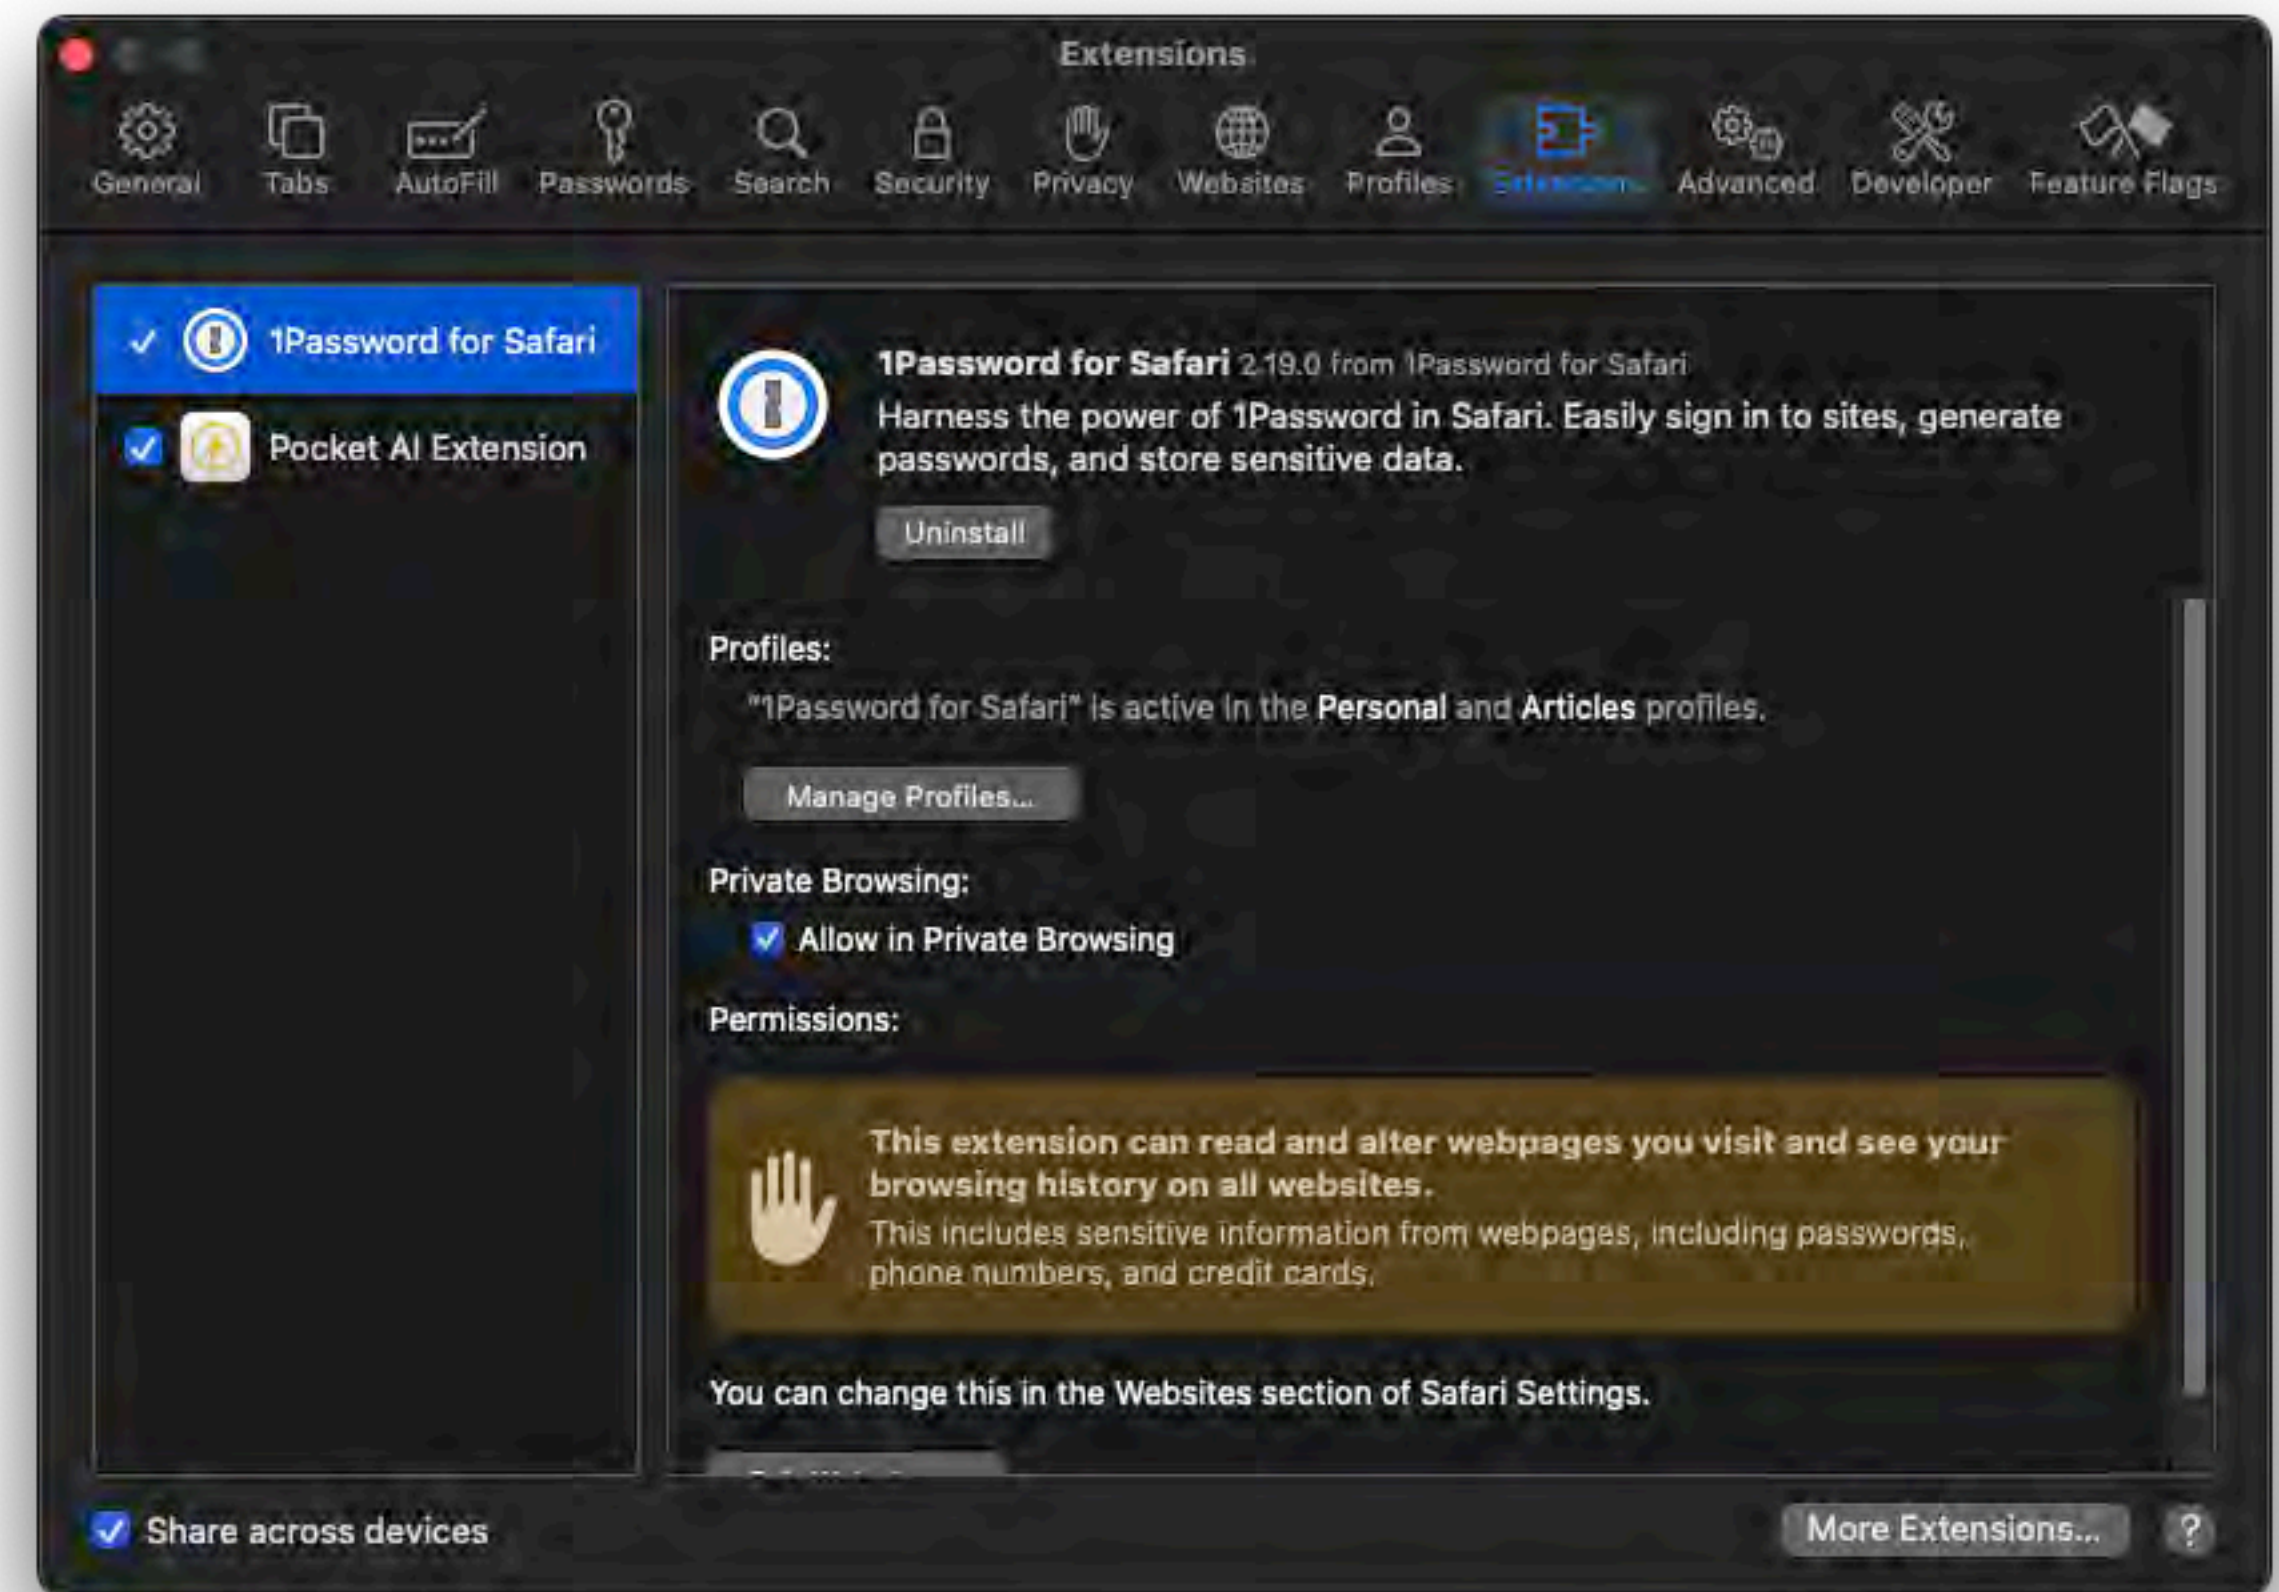 Extensions
General
Tabs
AutoFill
Passwords
Search
Security
Privacy
Websites
Profiles
Extensions
Advanced
Developer
Feature Flags
1Password for Safari
Pocket AI Extension
1Password for Safari 2.19.0 from 1Password for Safari
Harness the power of 1Password in Safari. Easily sign in to sites, generate
passwords, and store sensitive data.
Uninstall
Profiles:
"1Password for Safari" is active in the Personal and Articles profiles.
Manage Profiles...
Private Browsing:
Allow in Private Browsing
Permissions:
This extension can read and alter webpages you visit and see your
browsing history on all websites.
This includes sensitive information from webpages, including passwords,
phone numbers, and credit cards.
You can change this in the Websites section of Safari Settings.
Share across devices
More Extensions...
?